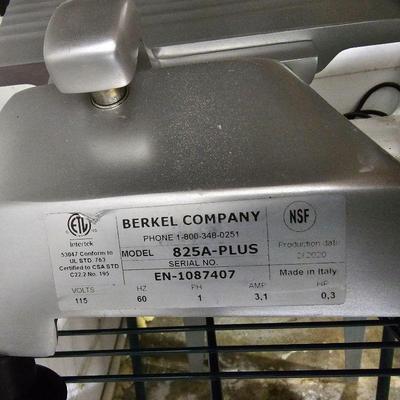 ETL
Intertek
53847 Conform to
UL STD. 763
Certified to CSA STD
C22.2 No. 195
BERKEL COMPANY
PHONE 1-800-348-0251
MODEL 825A-PLUS
SERIAL NO.
EN-1087407
NSF
Production date
2/2020
Made in Italy
VOLTS HZ PH AMP HP
115 60 1 3,1 0,3